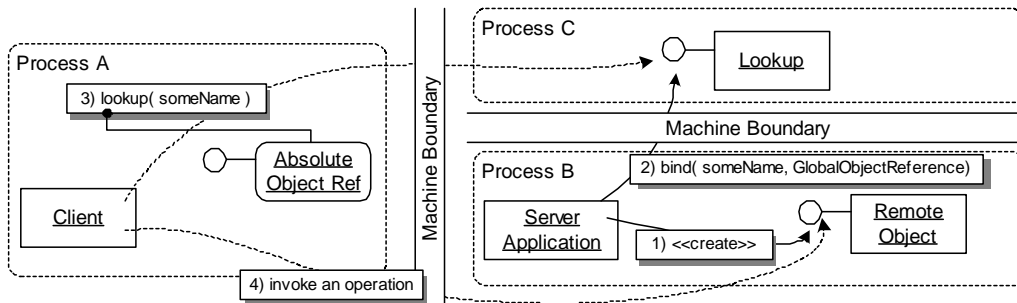 Process A
3) lookup( someName )
Absolute
Object Ref
Client
4) invoke an operation
Machine Boundary
Process C
Lookup
Machine Boundary
Process B
2) bind( someName, GlobalObjectReference)
Server
Application
1) <<create>>
Remote
Object